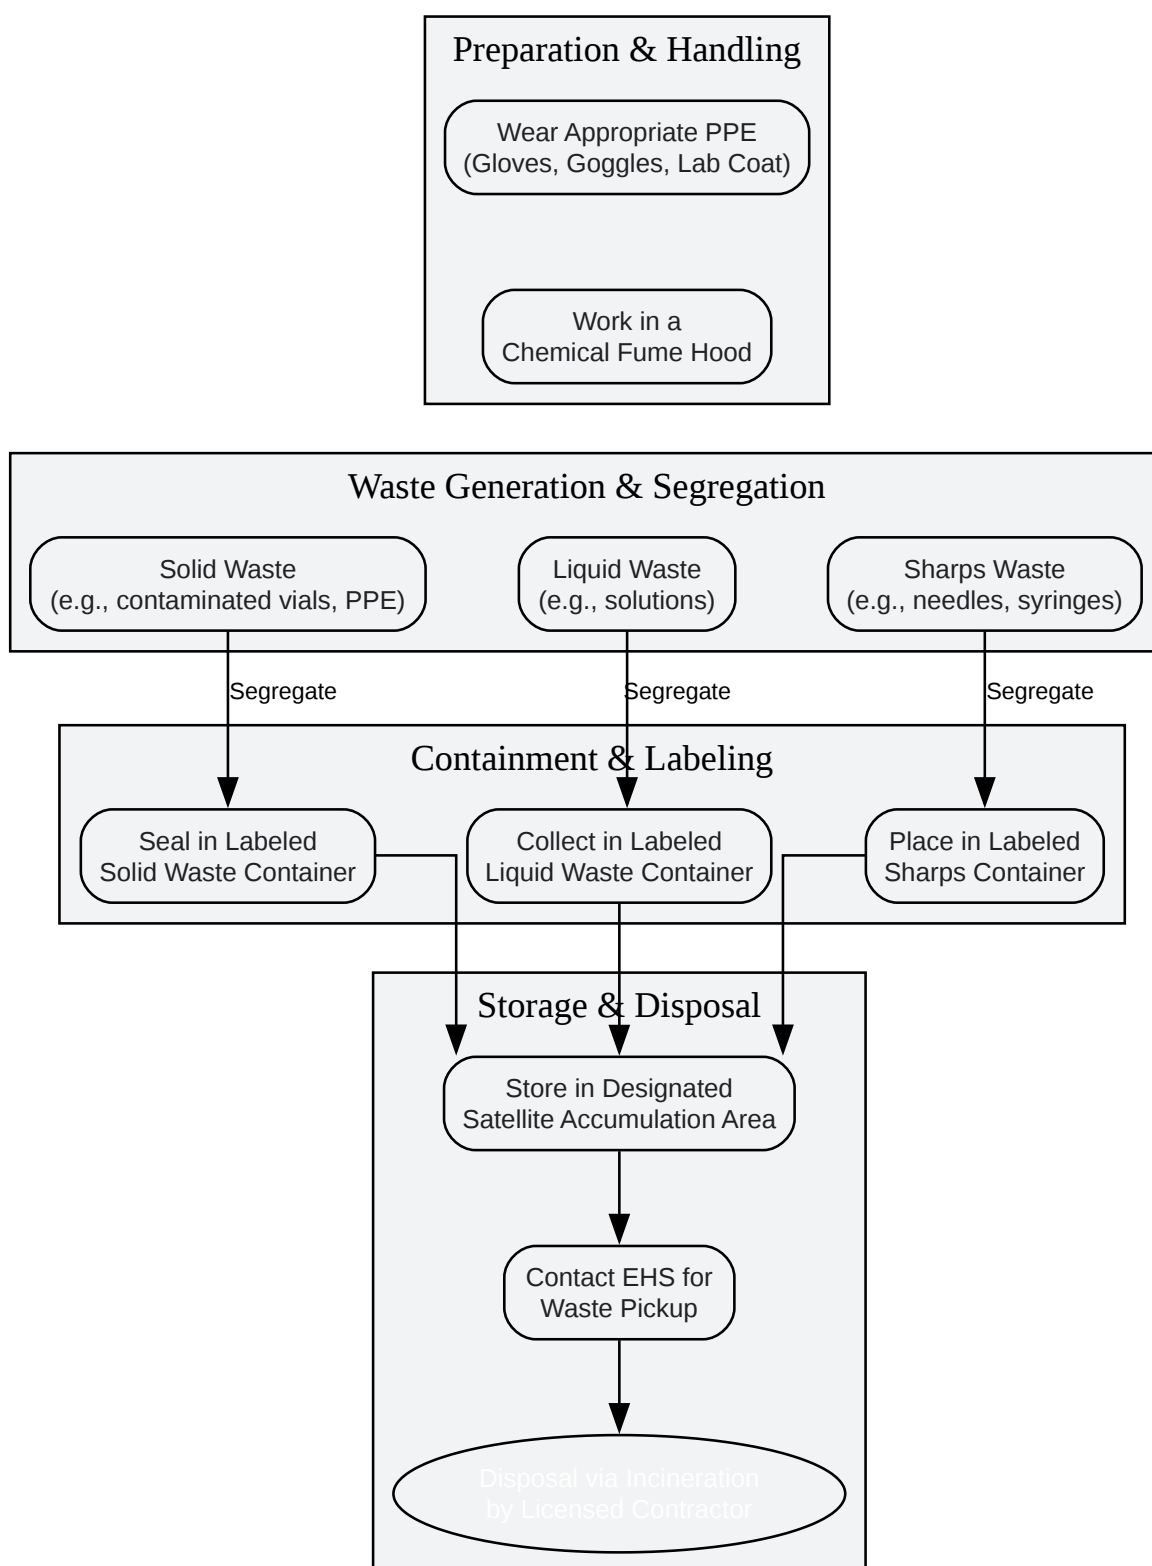 Preparation & Handling
Wear Appropriate PPE
(Gloves, Goggles, Lab Coat)
Work in a
Chemical Fume Hood
Waste Generation & Segregation
Solid Waste
(e.g., contaminated vials, PPE)
Liquid Waste
(e.g., solutions)
Sharps Waste
(e.g., needles, syringes)
Segregate
Segregate
Segregate
Containment & Labeling
Seal in Labeled
Solid Waste Container
Collect in Labeled
Liquid Waste Container
Place in Labeled
Sharps Container
Storage & Disposal
Store in Designated
Satellite Accumulation Area
Contact EHS for
Waste Pickup
Disposal via Incineration
by Licensed Contractor